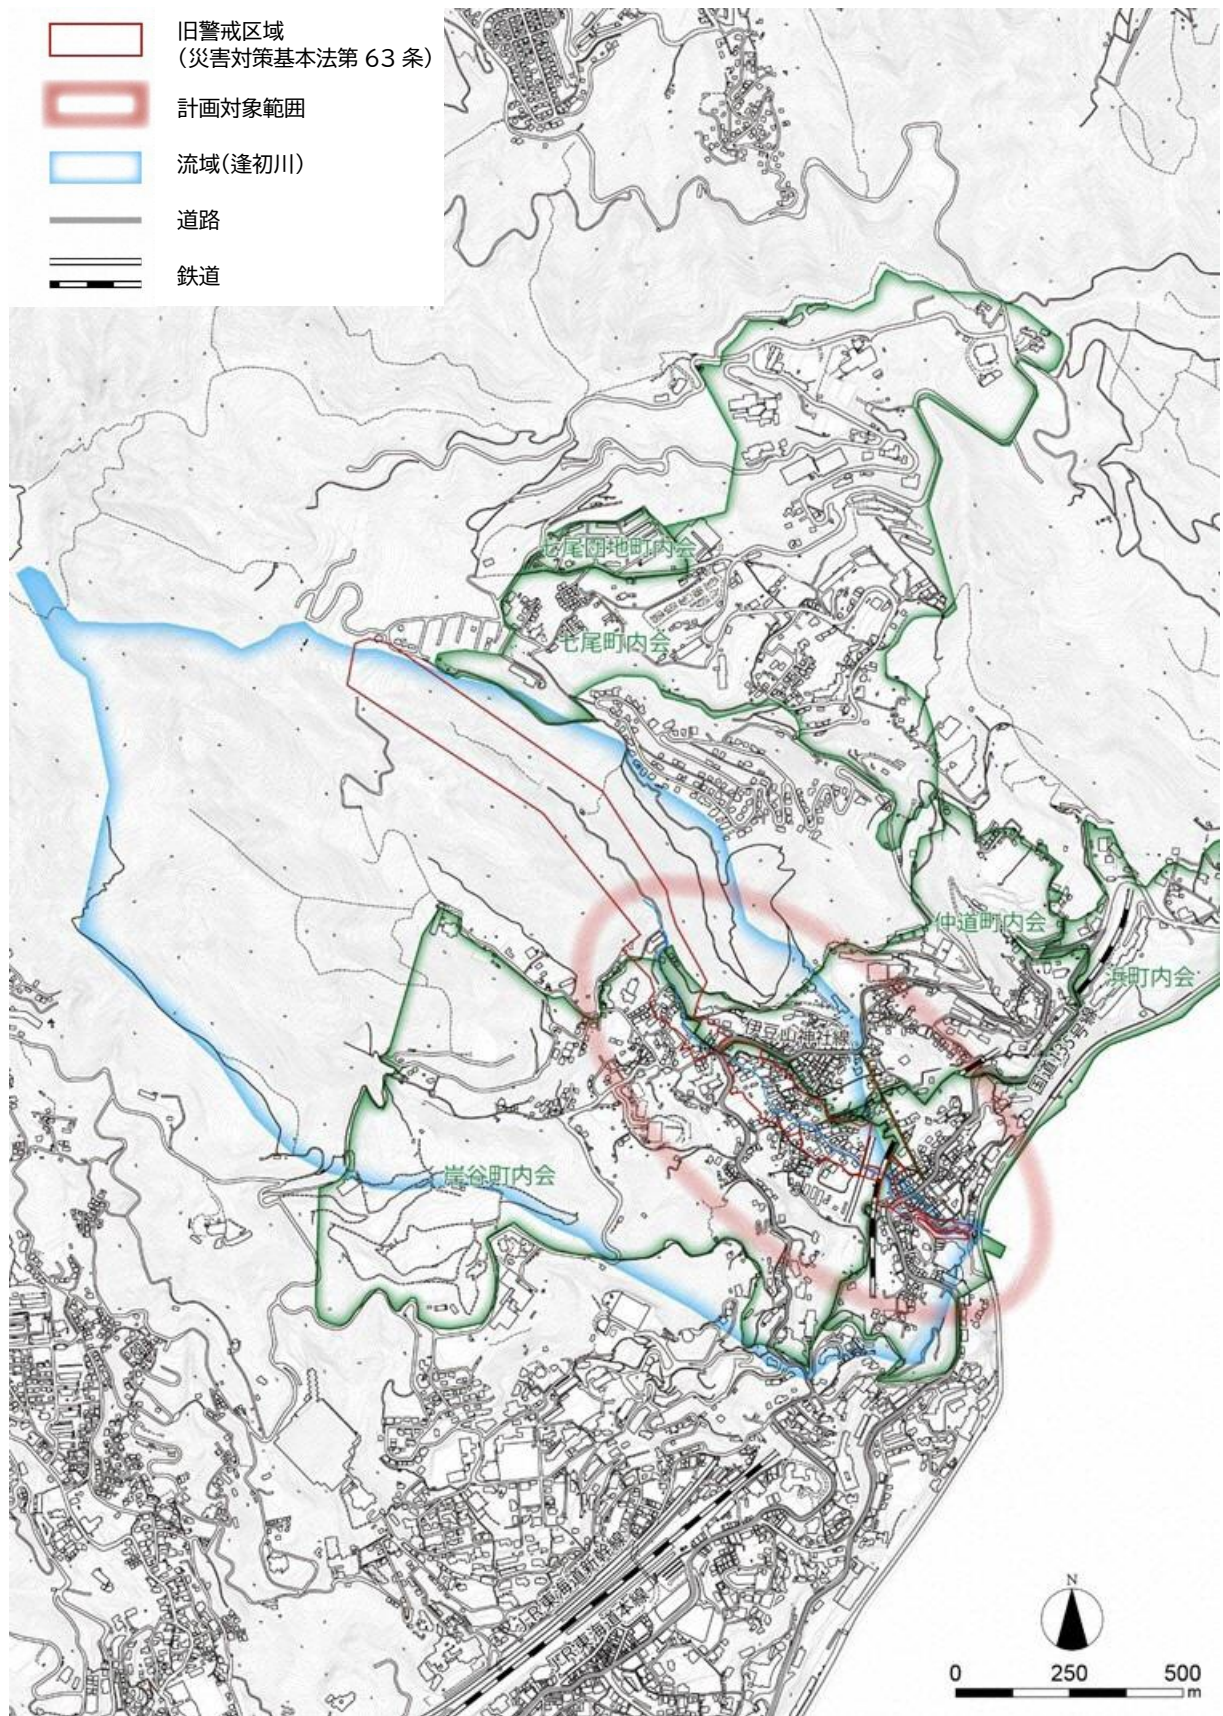 旧警戒区域
(災害対策基本法第 63 条)
計画対象範囲
流域(逢初川)
道路
鉄道
七尾団地町内会
七尾町内会
仲道町内会
浜町内会
伊豆山神社線
国道135号線
岸谷町内会
JR東海道新幹線
JR東海道本線
N
0 250 500
m